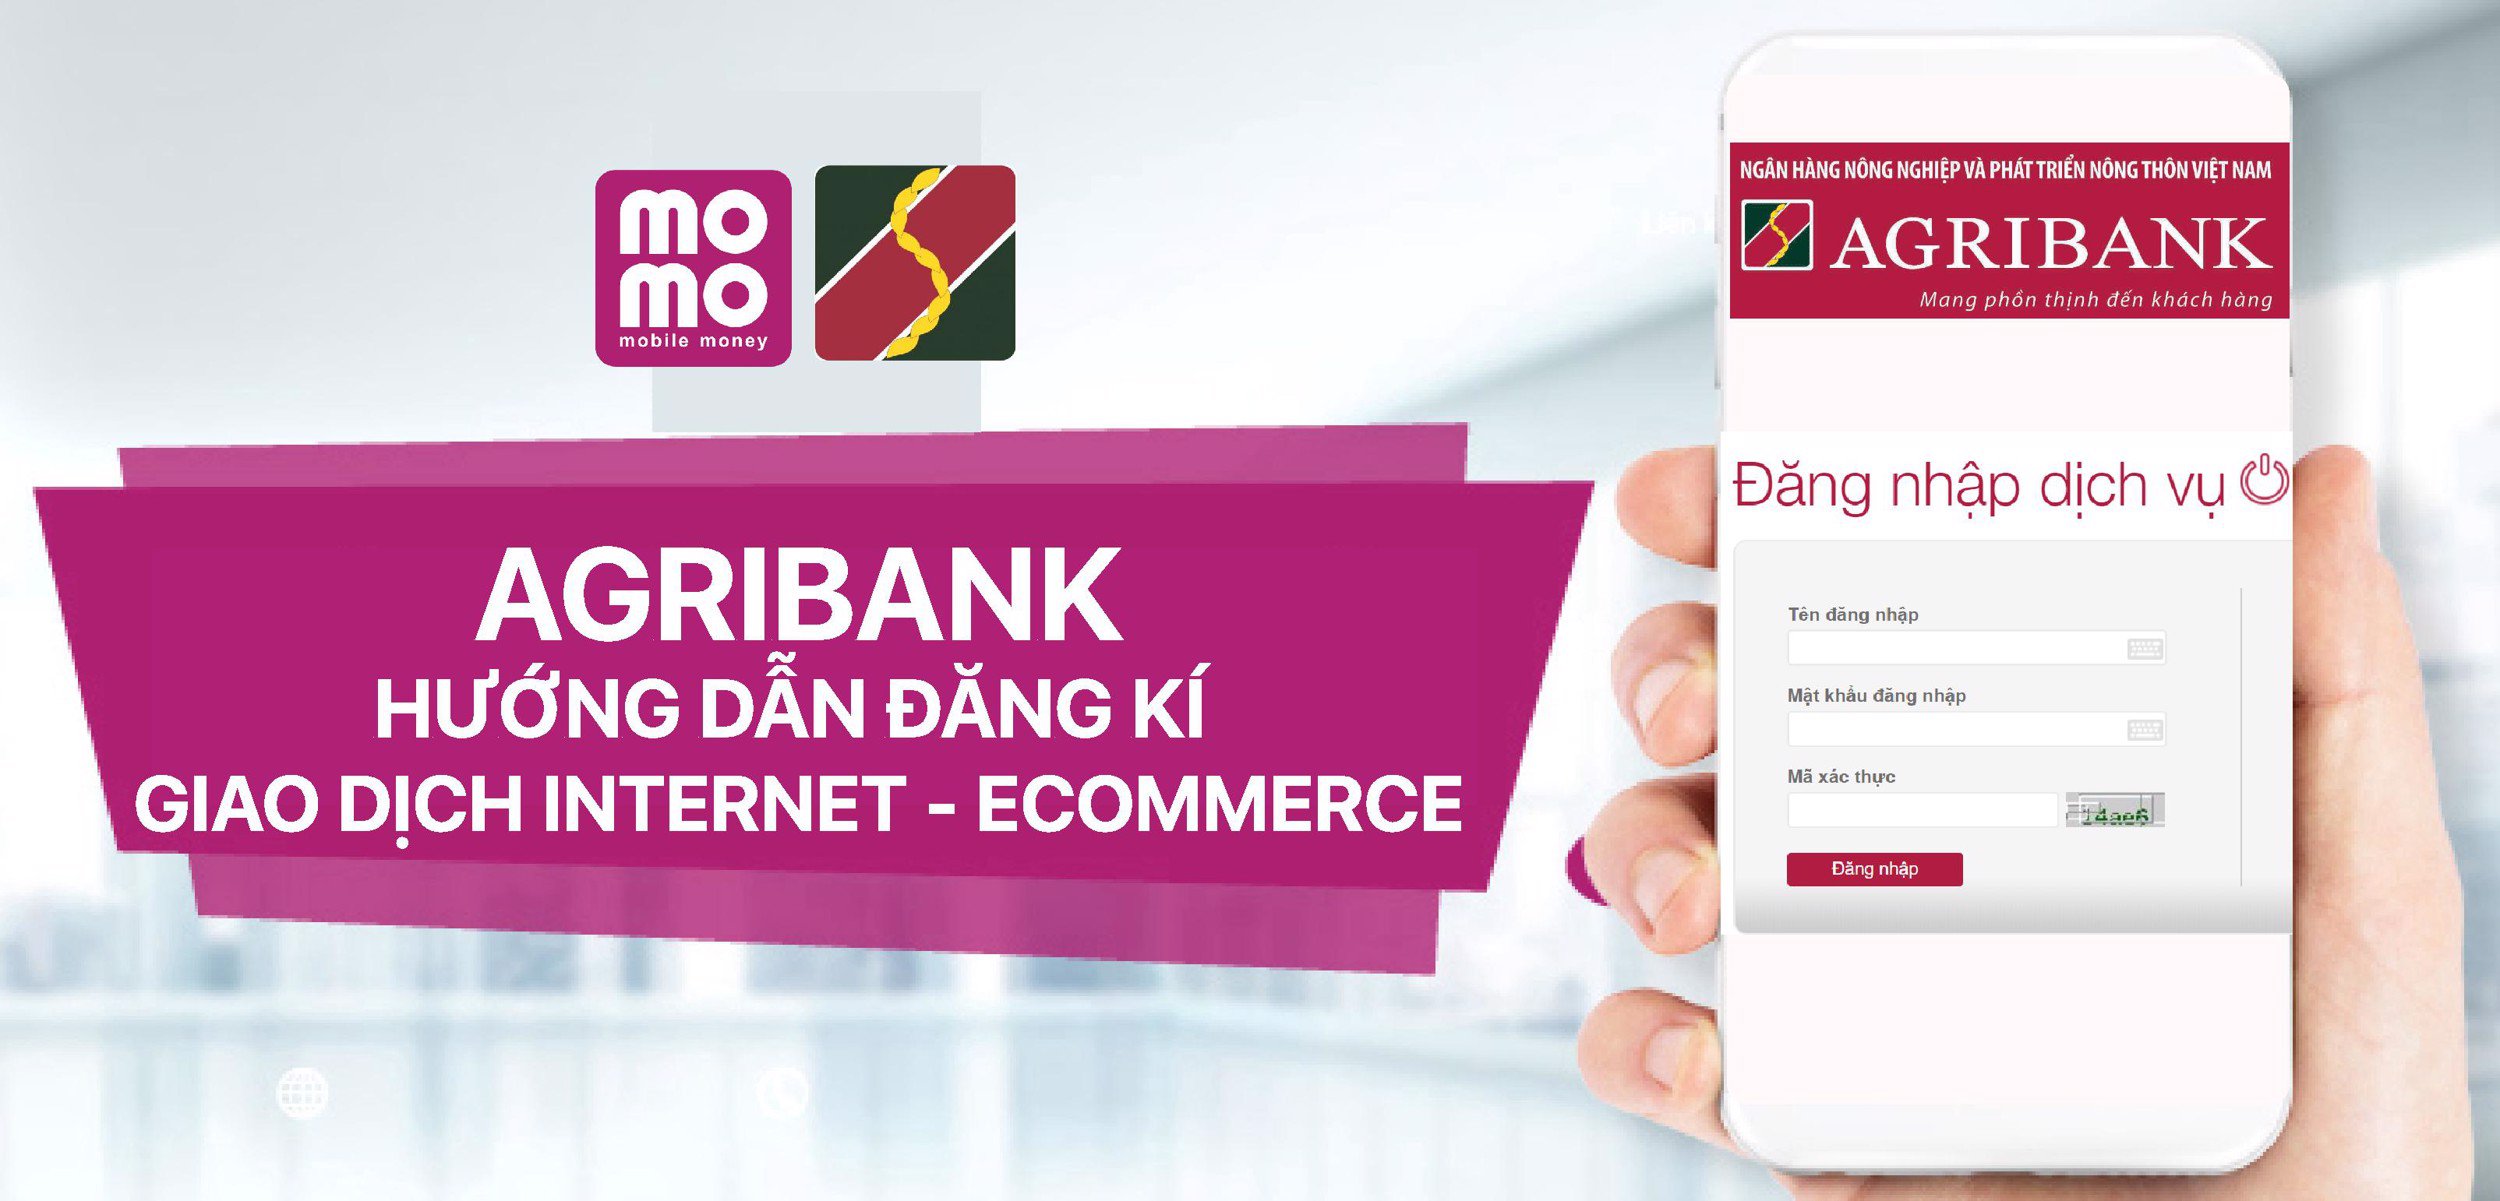 mo
mo
mobile money
AGRIBANK
HƯỚNG DẪN ĐĂNG KÍ
GIAO DỊCH INTERNET - ECOMMERCE
NGÂN HÀNG NÔNG NGHIỆP VÀ PHÁT TRIỂN NÔNG THÔN VIỆT NAM
AGRIBANK
Mang phồn thịnh đến khách hàng
Đăng nhập dịch vụ
Tên đăng nhập
Mật khẩu đăng nhập
Mã xác thực
Đăng nhập